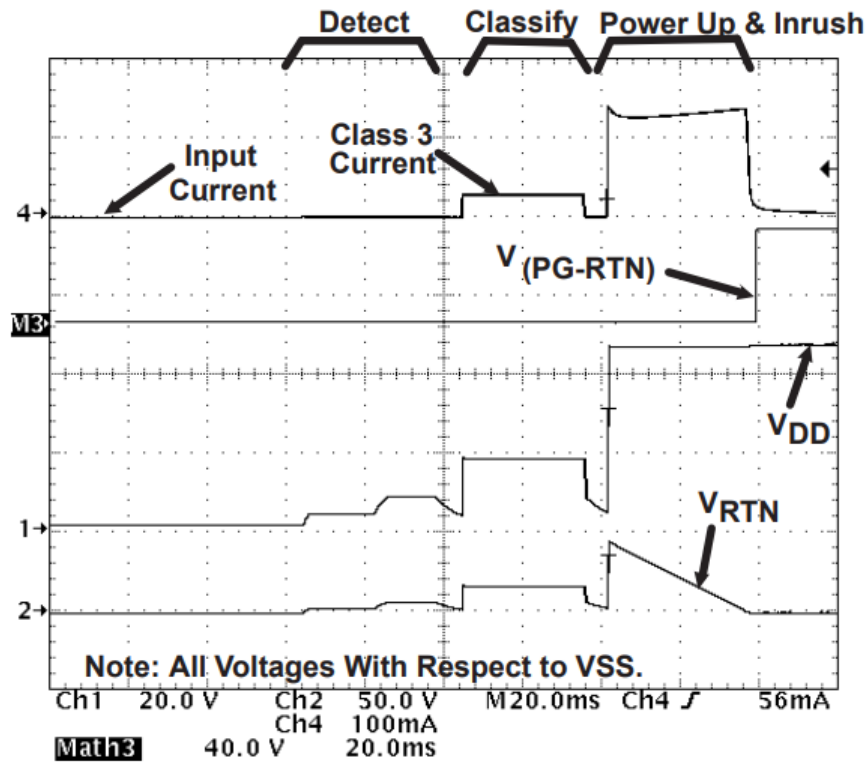 Detect Classify Power Up & Inrush
Class 3
Current
Input
Current
4
V(PG-RTN)
M3
VDD
VRTN
1
2
Note: All Voltages With Respect to VSS.
Ch1 20.0 V Ch2 50.0 V M20.0ms Ch4 ƒ 56mA
Ch4 100mA
Math3 40.0 V 20.0ms